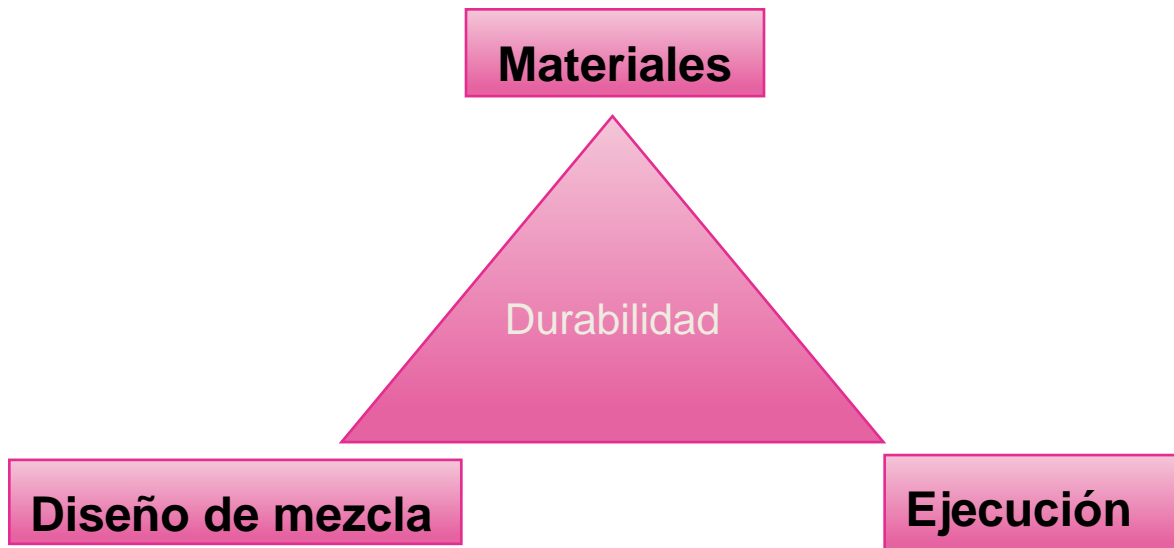 Materiales
Durabilidad
Diseño de mezcla
Ejecución